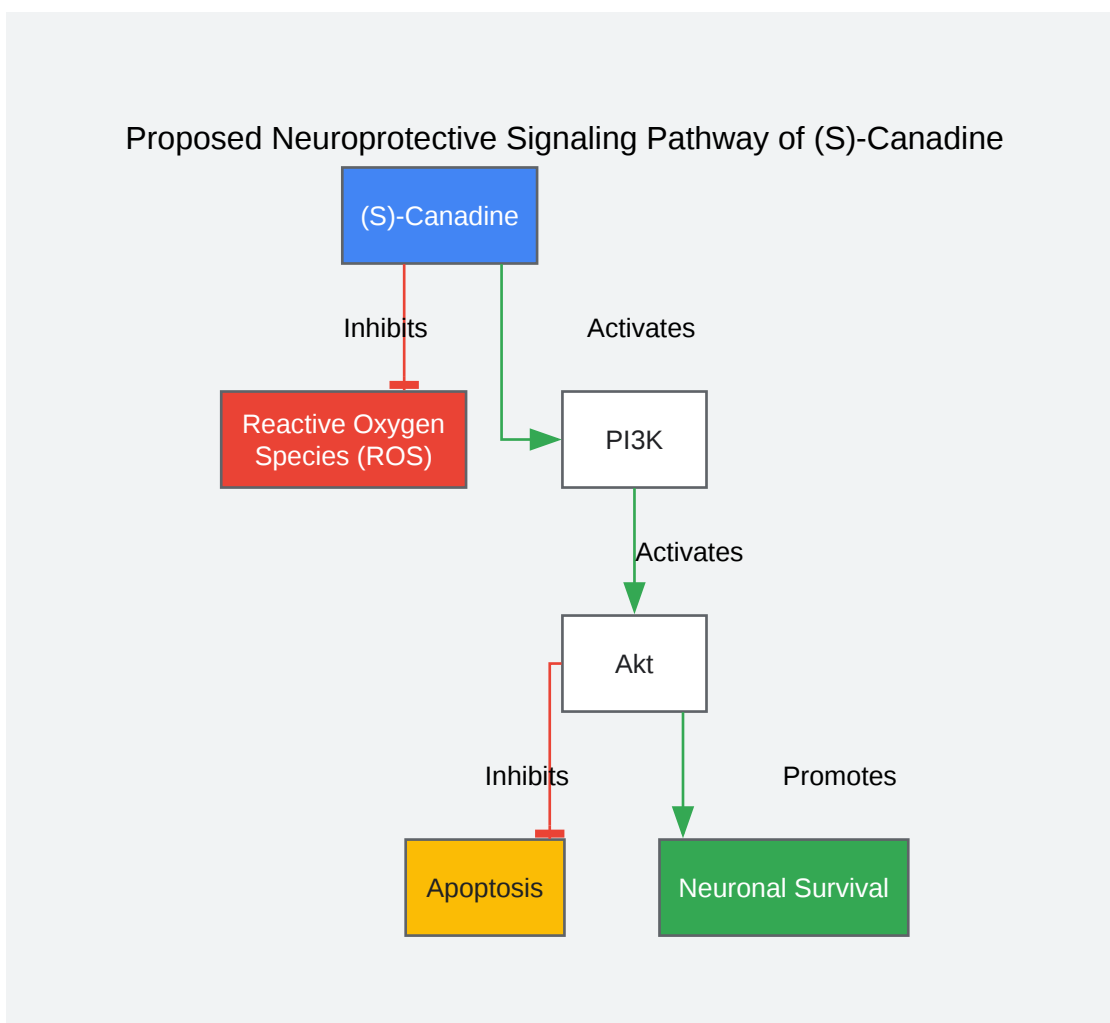 Proposed Neuroprotective Signaling Pathway of (S)-Canadine
(S)-Canadine
Inhibits
Activates
Reactive Oxygen
Species (ROS)
PI3K
Activates
Akt
Inhibits
Promotes
Apoptosis
Neuronal Survival